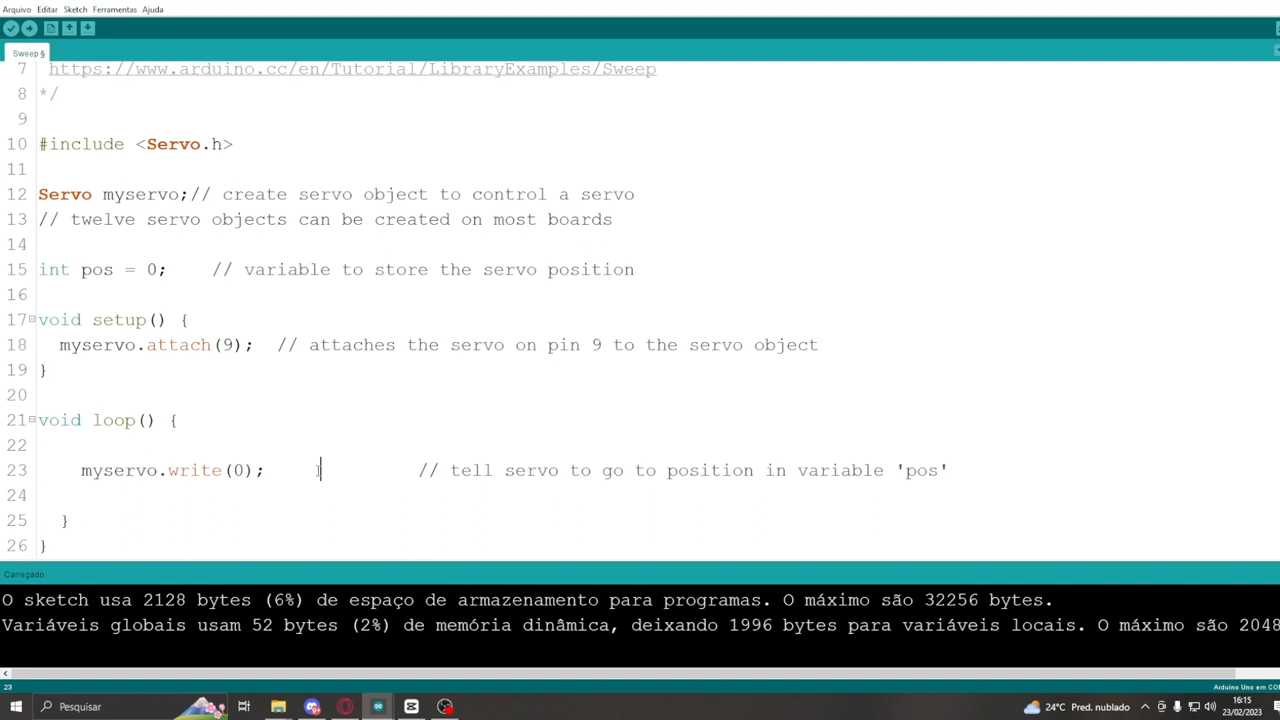 Arquivo Editar Sketch Ferramentas Ajuda
Sweep §
7 https://www.arduino.cc/en/Tutorial/LibraryExamples/Sweep
8 */
9
10 #include <Servo.h>
11
12 Servo myservo;// create servo object to control a servo
13 // twelve servo objects can be created on most boards
14
15 int pos = 0; // variable to store the servo position
16
17 void setup() {
18 myservo.attach(9); // attaches the servo on pin 9 to the servo object
19 }
20
21 void loop() {
22
23 myservo.write(0); // tell servo to go to position in variable 'pos'
24
25 }
26 }
Carregado.
O sketch usa 2128 bytes (6%) de espaço de armazenamento para programas. O máximo são 32256 bytes.
Variáveis globais usam 52 bytes (2%) de memória dinâmica, deixando 1996 bytes para variáveis locais. O máximo são 2048
23 Arduino Uno em CO
Pesquisar 24°C Pred. nublado 16:15
23/02/2023